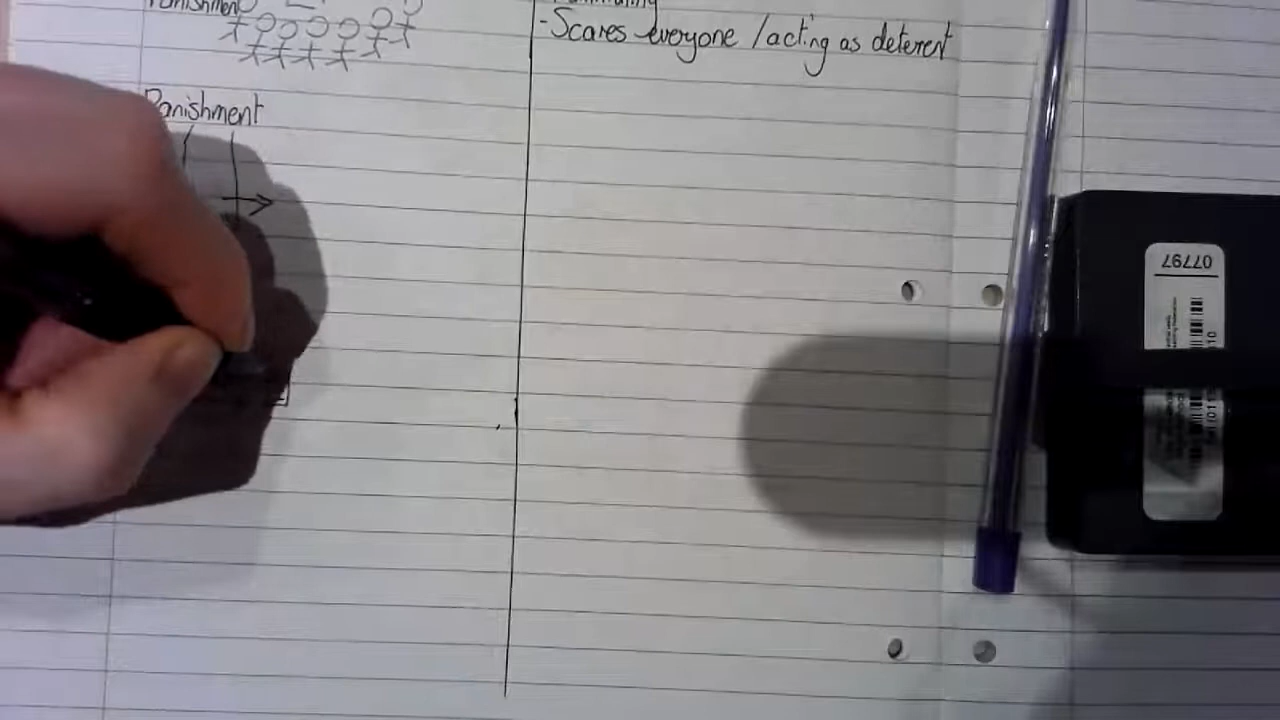 Punishment
- Scares everyone / acting as deterent
Punishment
07797